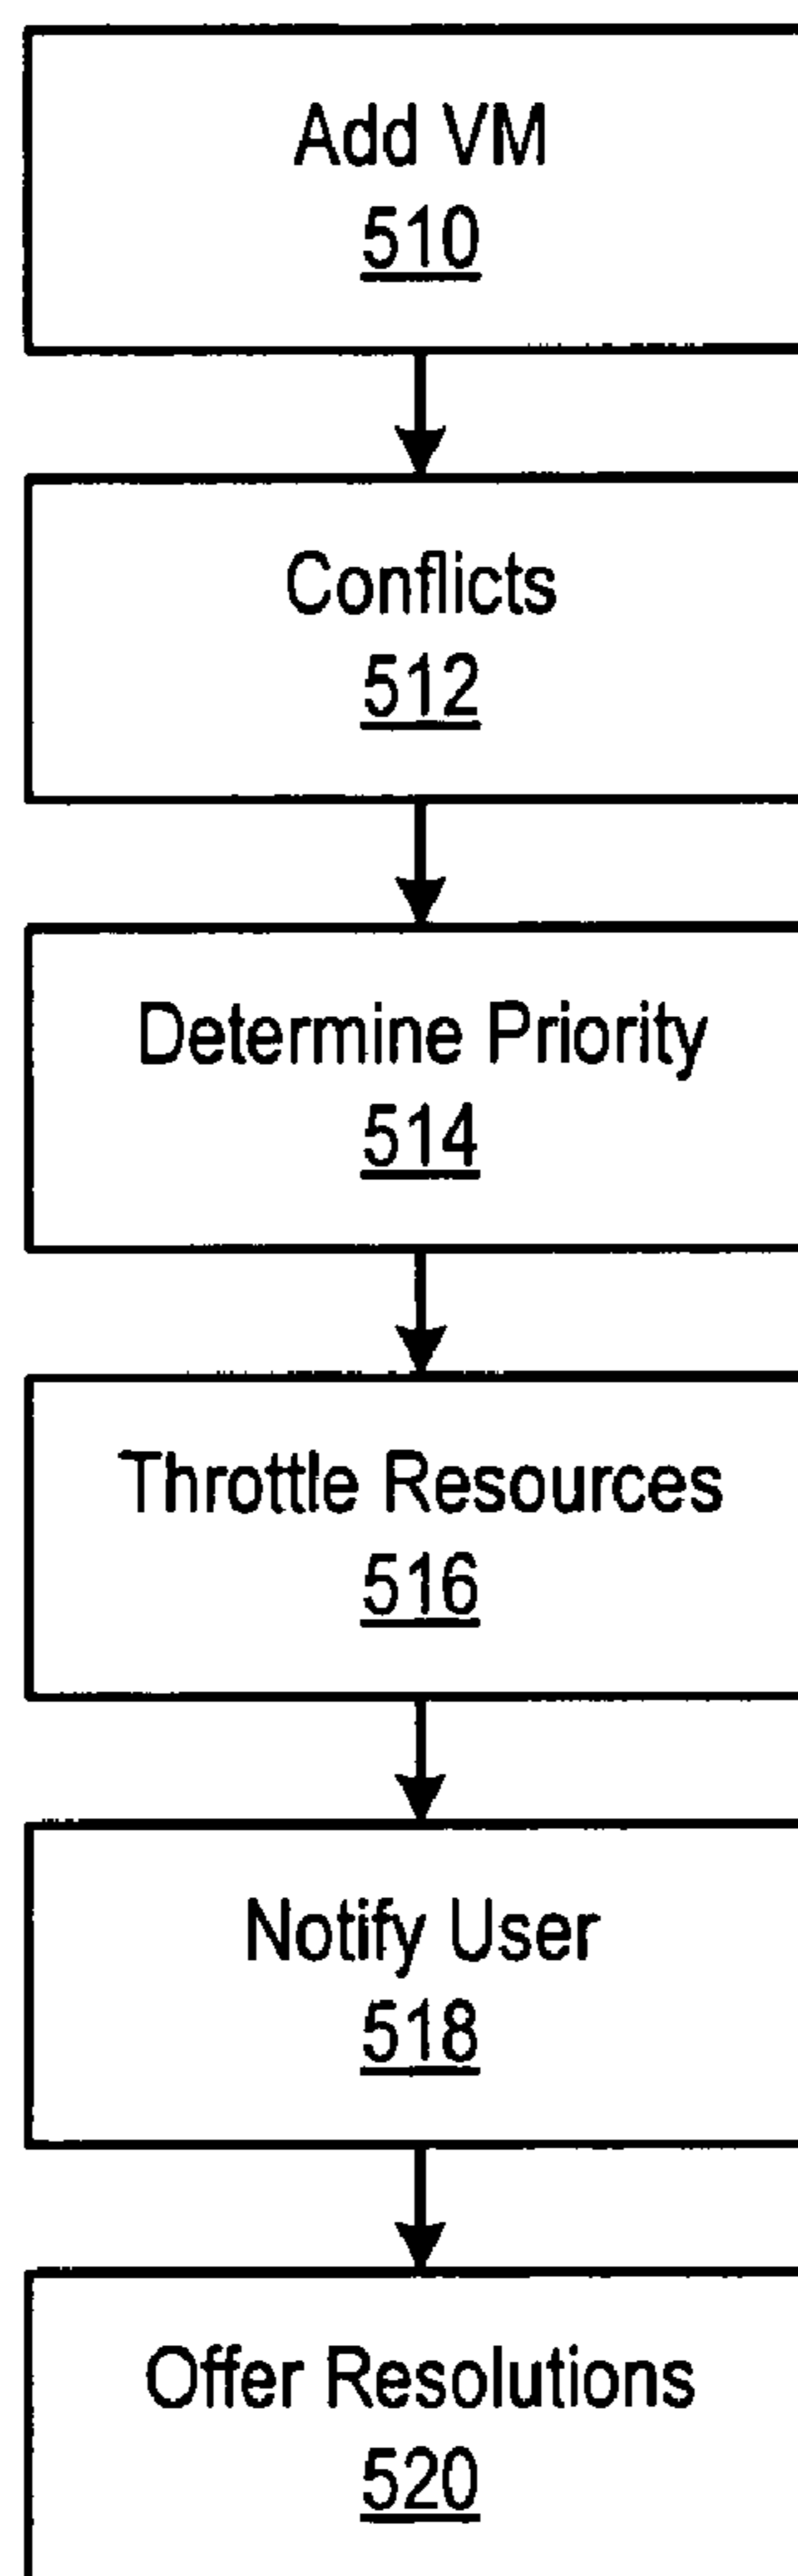 Add VM
510
Conflicts
512
Determine Priority
514
Throttle Resources
516
Notify User
518
Offer Resolutions
520